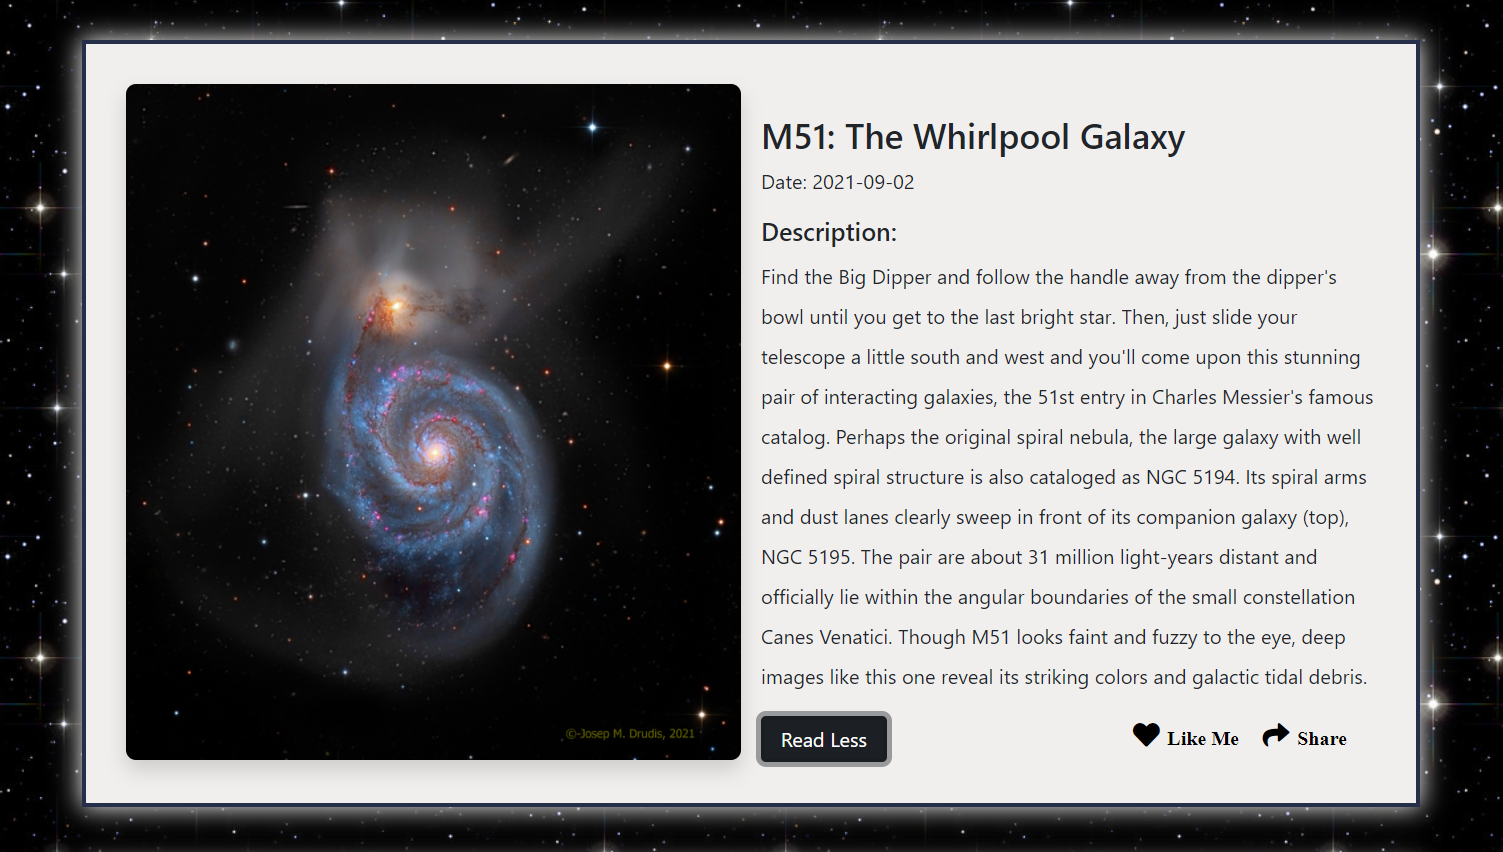 M51: The Whirlpool Galaxy
Date: 2021-09-02
Description:
Find the Big Dipper and follow the handle away from the dipper's
bowl until you get to the last bright star. Then, just slide your
telescope a little south and west and you'll come upon this stunning
pair of interacting galaxies, the 51st entry in Charles Messier's famous
catalog. Perhaps the original spiral nebula, the large galaxy with well
defined spiral structure is also cataloged as NGC 5194. Its spiral arms
and dust lanes clearly sweep in front of its companion galaxy (top),
NGC 5195. The pair are about 31 million light-years distant and
officially lie within the angular boundaries of the small constellation
Canes Venatici. Though M51 looks faint and fuzzy to the eye, deep
images like this one reveal its striking colors and galactic tidal debris.
©-Josep M. Drudis, 2021
Read Less
Like Me
Share